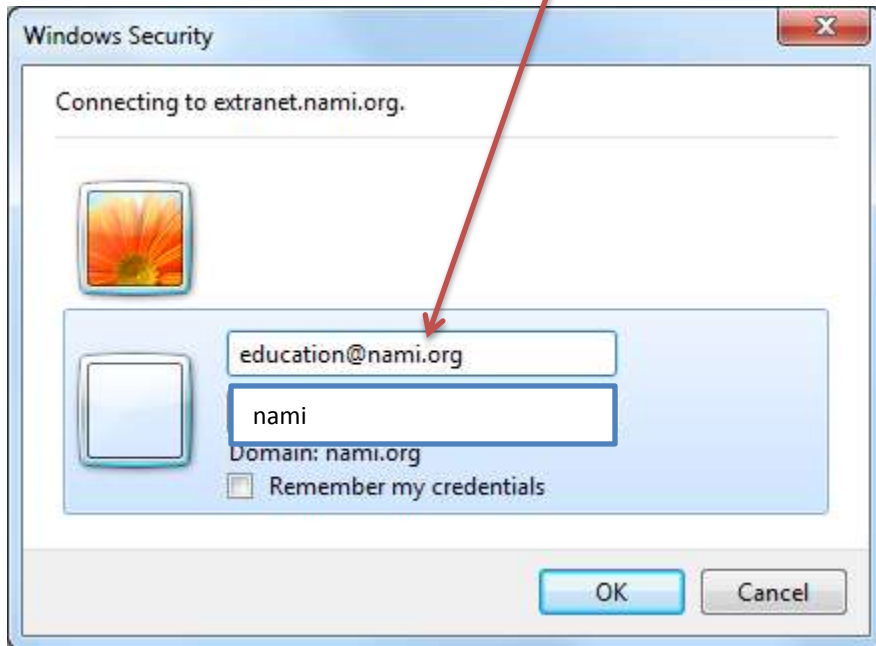 Windows Security
Connecting to extranet.nami.org.
education@nami.org
nami
Domain: nami.org
Remember my credentials
OK Cancel